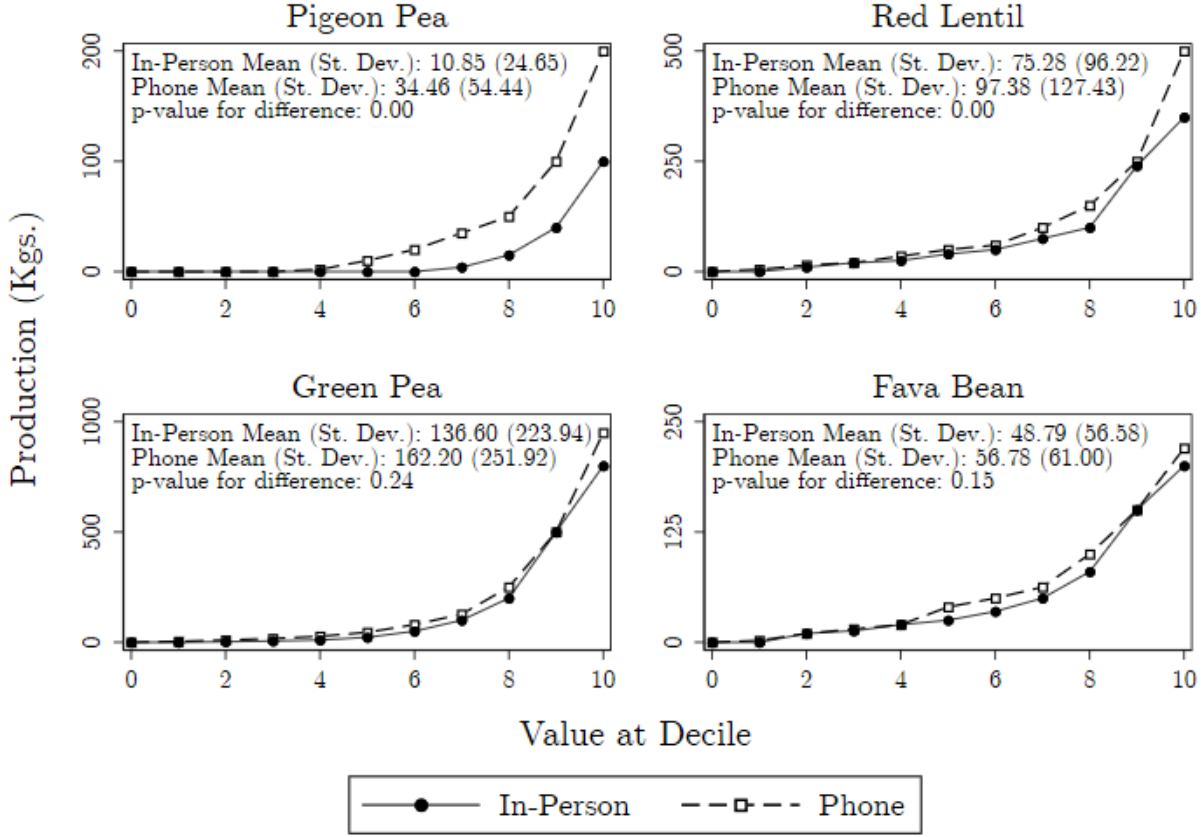 Pigeon Pea
In-Person Mean (St. Dev.): 10.85 (24.65)
Phone Mean (St. Dev.): 34.46 (54.44)
p-value for difference: 0.00
200
100
0
0 2 4 6 8 10
Red Lentil
In-Person Mean (St. Dev.): 75.28 (96.22)
Phone Mean (St. Dev.): 97.38 (127.43)
p-value for difference: 0.00
500
250
0
0 2 4 6 8 10
Production (Kgs.)
Green Pea
In-Person Mean (St. Dev.): 136.60 (223.94)
Phone Mean (St. Dev.): 162.20 (251.92)
p-value for difference: 0.24
1000
500
0
0 2 4 6 8 10
Fava Bean
In-Person Mean (St. Dev.): 48.79 (56.58)
Phone Mean (St. Dev.): 56.78 (61.00)
p-value for difference: 0.15
250
125
0
0 2 4 6 8 10
Value at Decile
In-Person Phone